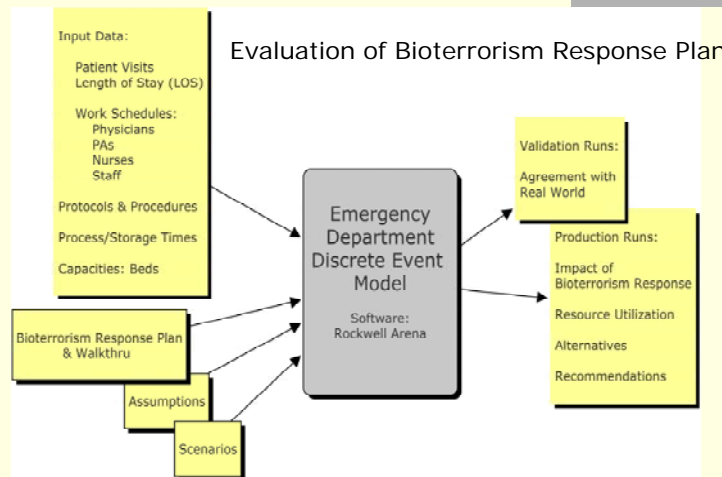 Evaluation of Bioterrorism Response Plan
Input Data:
Patient Visits
Length of Stay (LOS)
Work Schedules:
Physicians
PAs
Nurses
Staff
Protocols & Procedures
Process/Storage Times
Capacities: Beds
Bioterrorism Response Plan
& Walkthru
Assumptions
Scenarios
Emergency
Department
Discrete Event
Model
Software:
Rockwell Arena
Validation Runs:
Agreement with
Real World
Production Runs:
Impact of
Bioterrorism Response
Resource Utilization
Alternatives
Recommendations